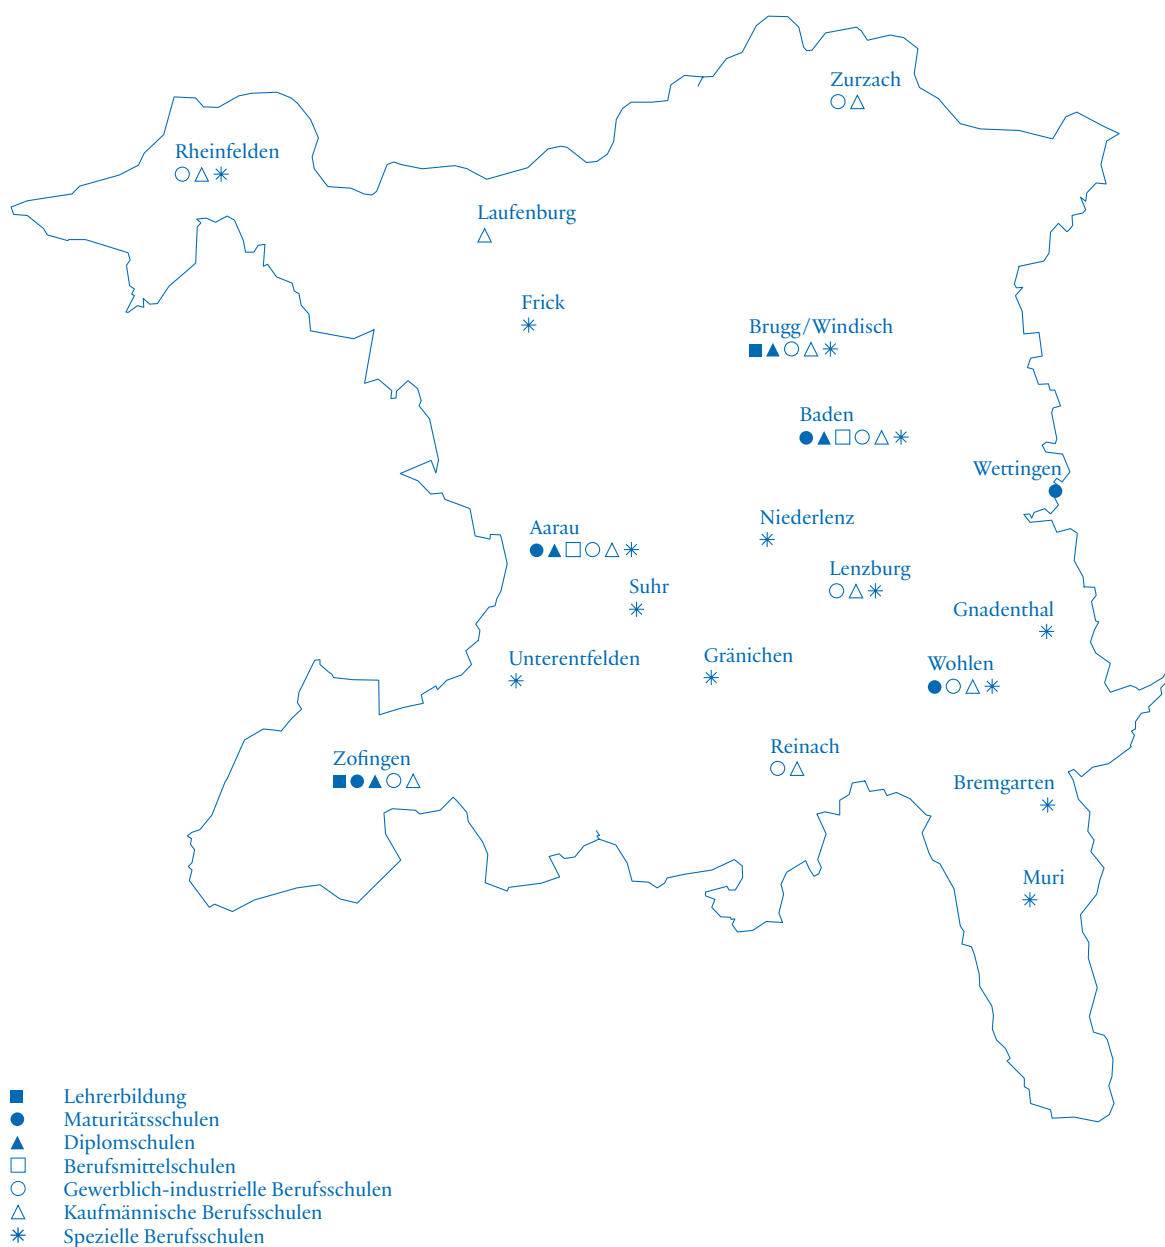 Zurzach
Rheinfelden
Laufenburg
Frick
Brugg/Windisch
Baden
Wettingen
Niederlenz
Aarau
Lenzburg
Suhr
Gnadenthal
Unterentfelden
Gränichen
Wohlen
Reinach
Zofingen
Bremgarten
Muri
Lehrerbildung
Maturitätsschulen
Diplomschulen
Berufsmittelschulen
Gewerblich-industrielle Berufsschulen
Kaufmännische Berufsschulen
Spezielle Berufsschulen